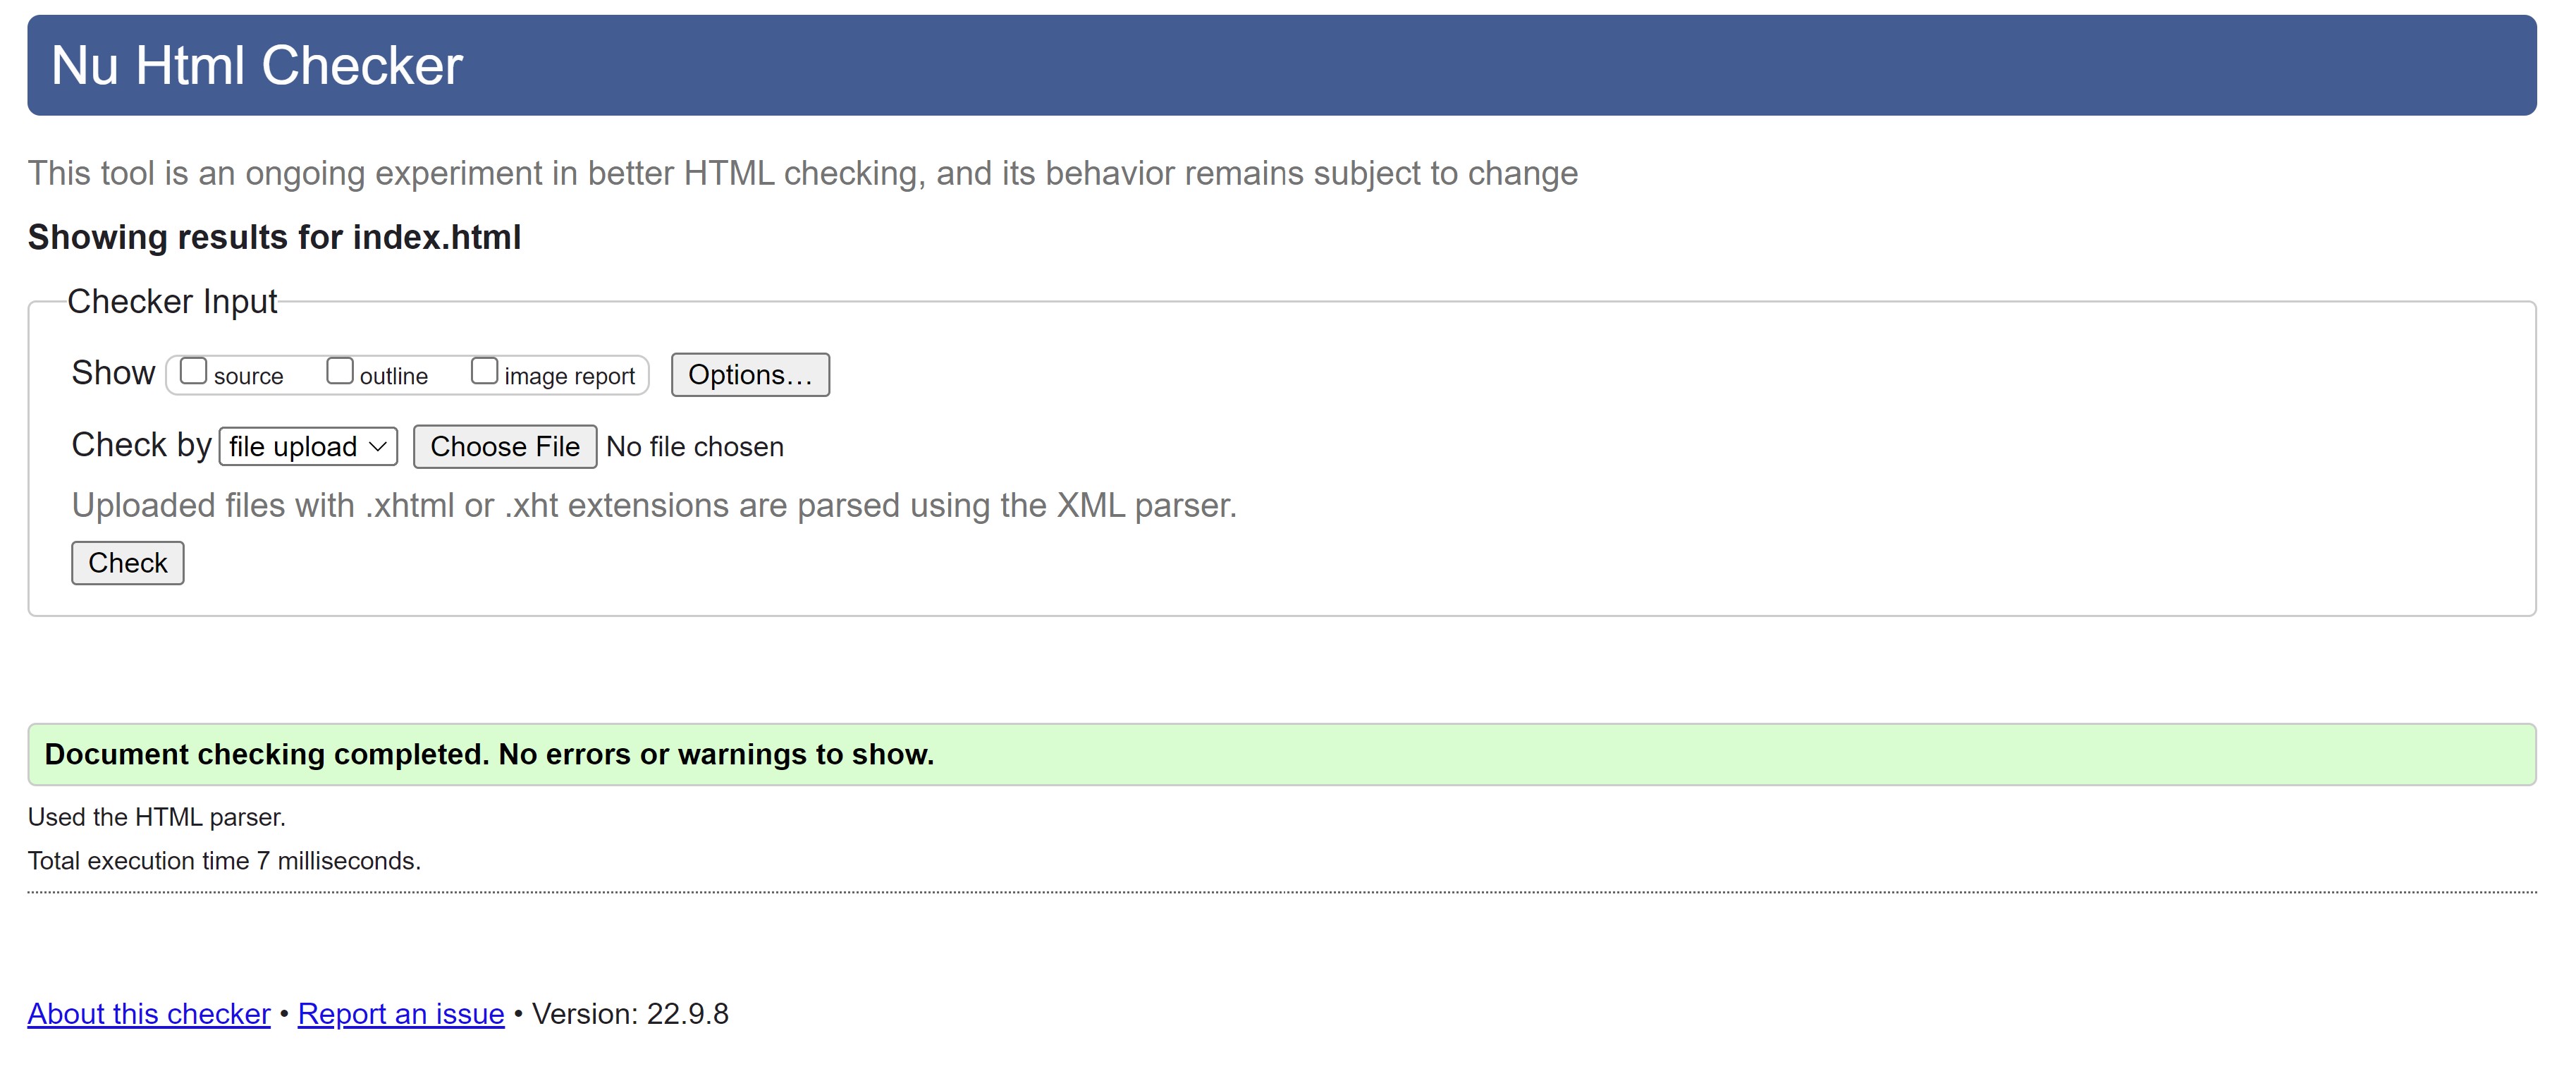 Nu Html Checker
This tool is an ongoing experiment in better HTML checking, and its behavior remains subject to change
Showing results for index.html
Checker Input
Show source outline image report Options…
Check by file upload Choose File No file chosen
Uploaded files with .xhtml or .xht extensions are parsed using the XML parser.
Check
Document checking completed. No errors or warnings to show.
Used the HTML parser.
Total execution time 7 milliseconds.
About this checker • Report an issue • Version: 22.9.8